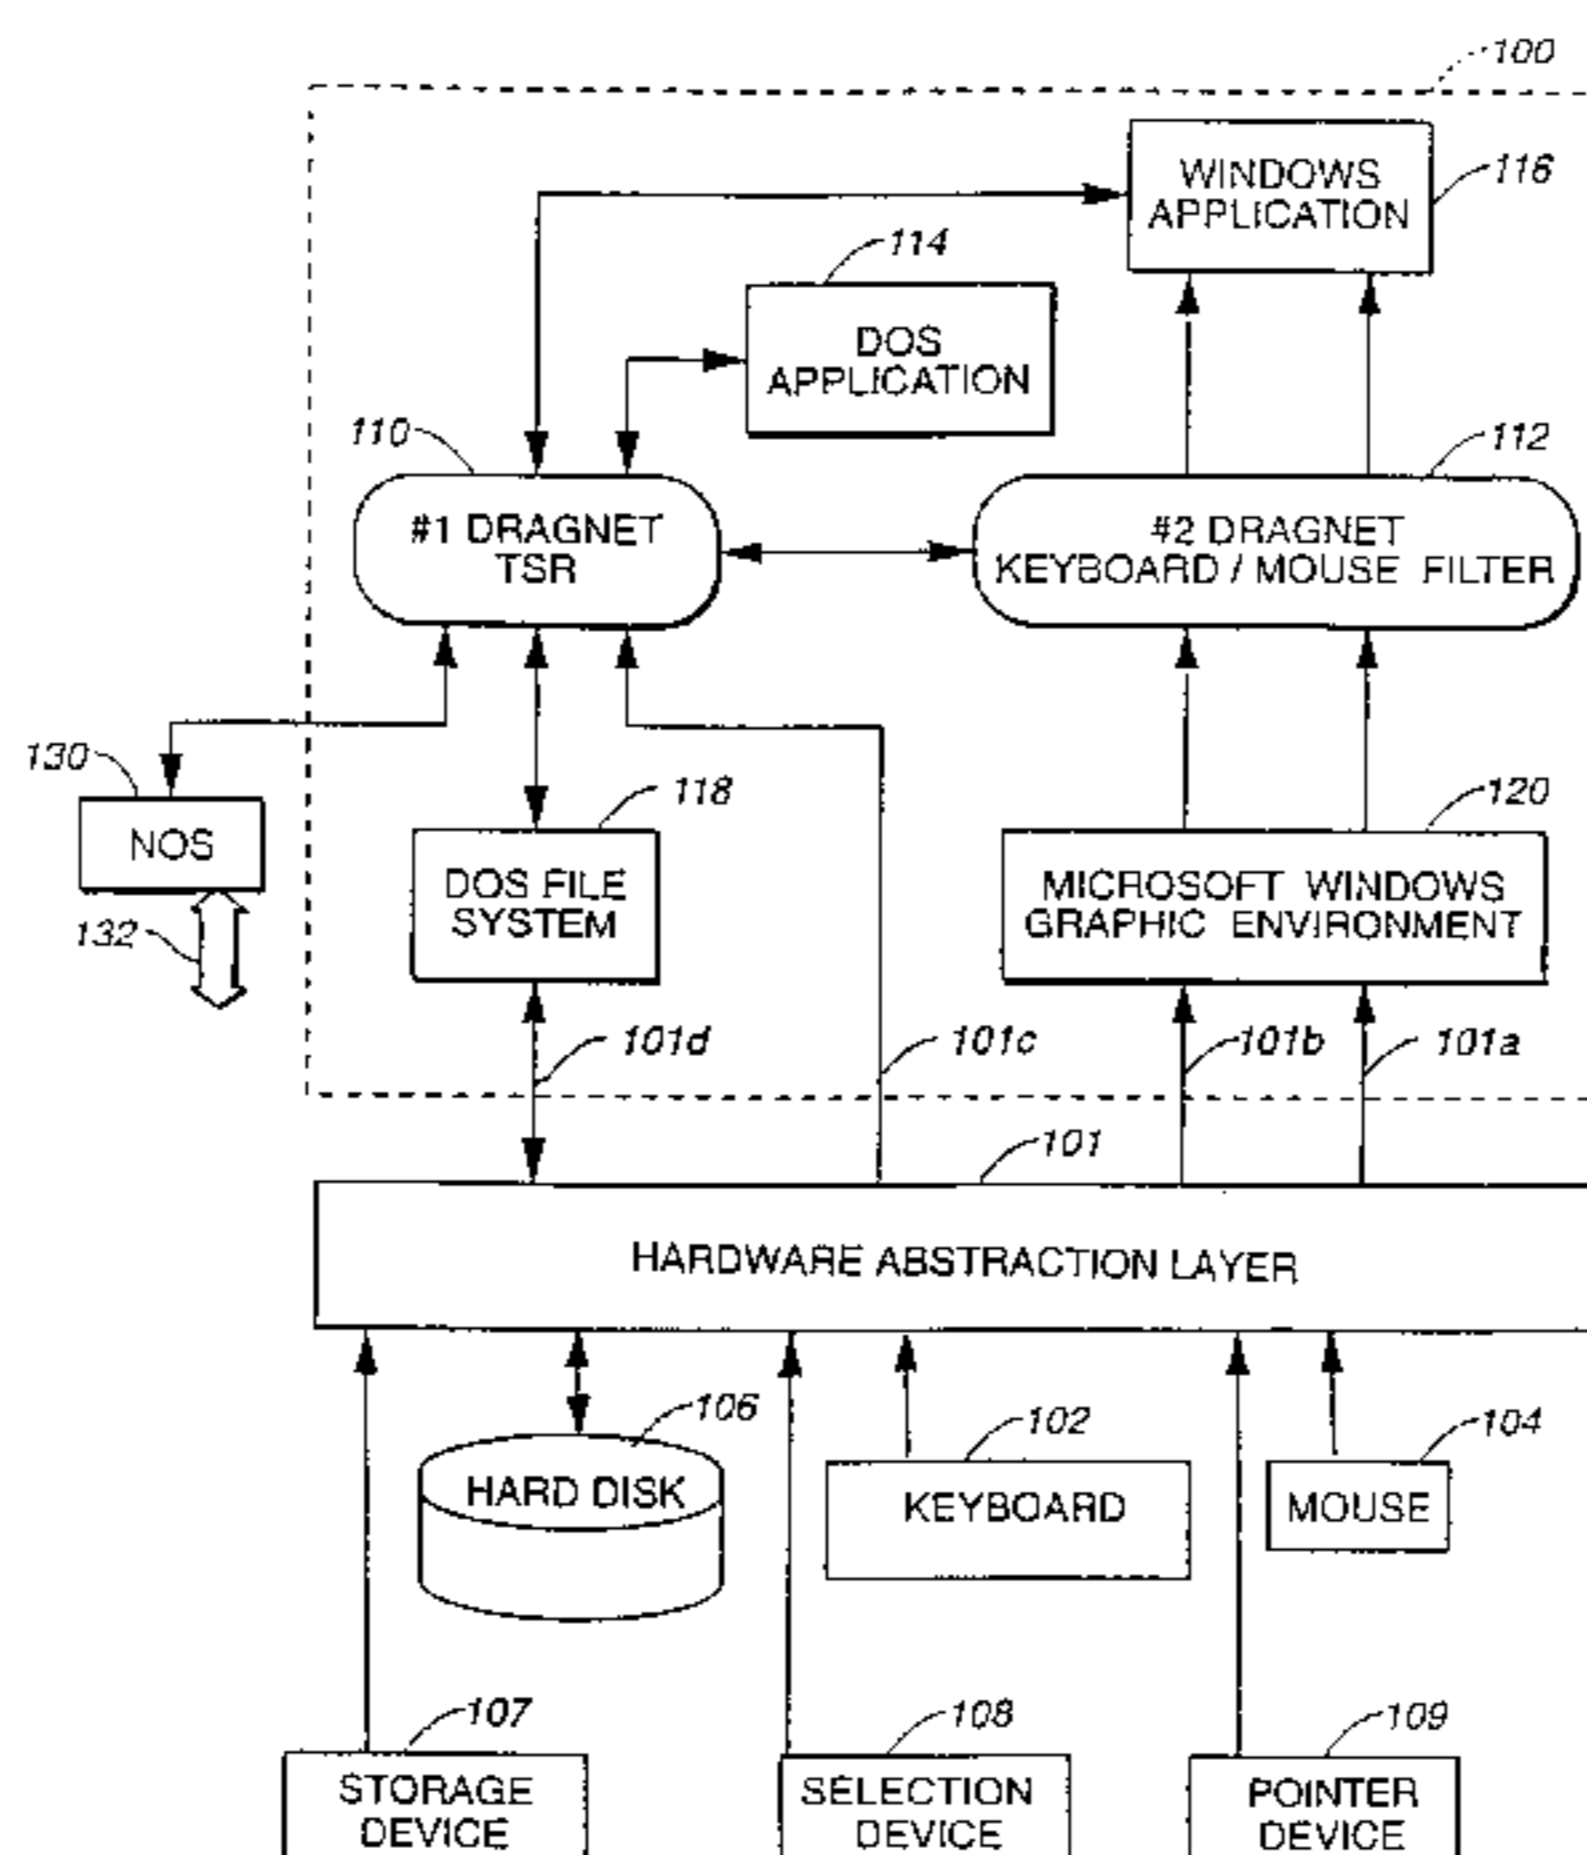 100
WINDOWS
APPLICATION
116
114
DOS
APPLICATION
110
112
#1 DRAGNET
TSR
#2 DRAGNET
KEYBOARD / MOUSE FILTER
130
NOS
132
118
DOS FILE
SYSTEM
120
MICROSOFT WINDOWS
GRAPHIC ENVIRONMENT
101d
101c
101b
101a
101
HARDWARE ABSTRACTION LAYER
106
HARD DISK
102
KEYBOARD
104
MOUSE
107
STORAGE
DEVICE
108
SELECTION
DEVICE
109
POINTER
DEVICE